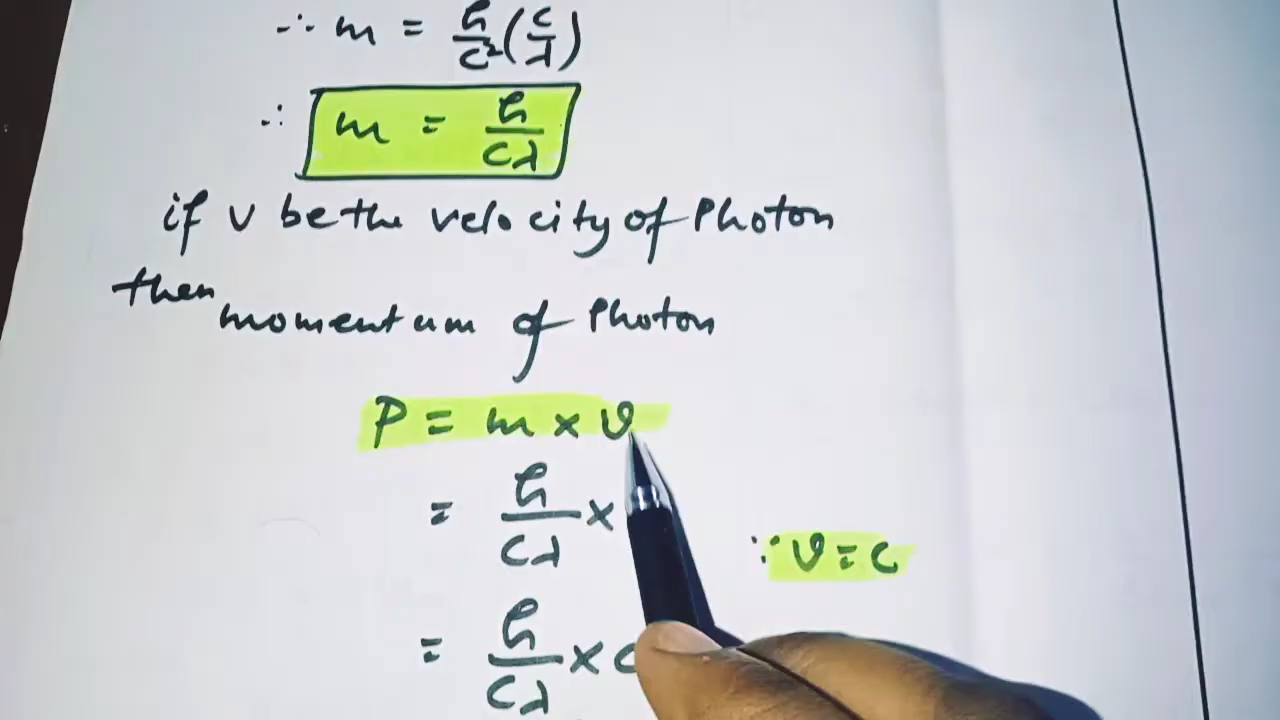 ∴ m = h/c²(c/λ)
∴ m = h/cλ
if v be the velocity of Photon
then momentum of Photon
P = m × v
= h/cλ ×
∵ v = c
= h/cλ × c